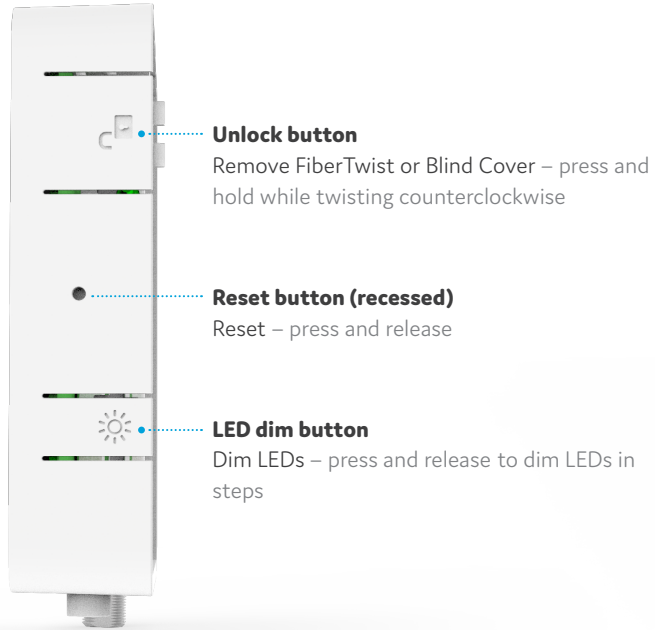 Unlock button
Remove FiberTwist or Blind Cover – press and
hold while twisting counterclockwise
Reset button (recessed)
Reset – press and release
LED dim button
Dim LEDs – press and release to dim LEDs in
steps